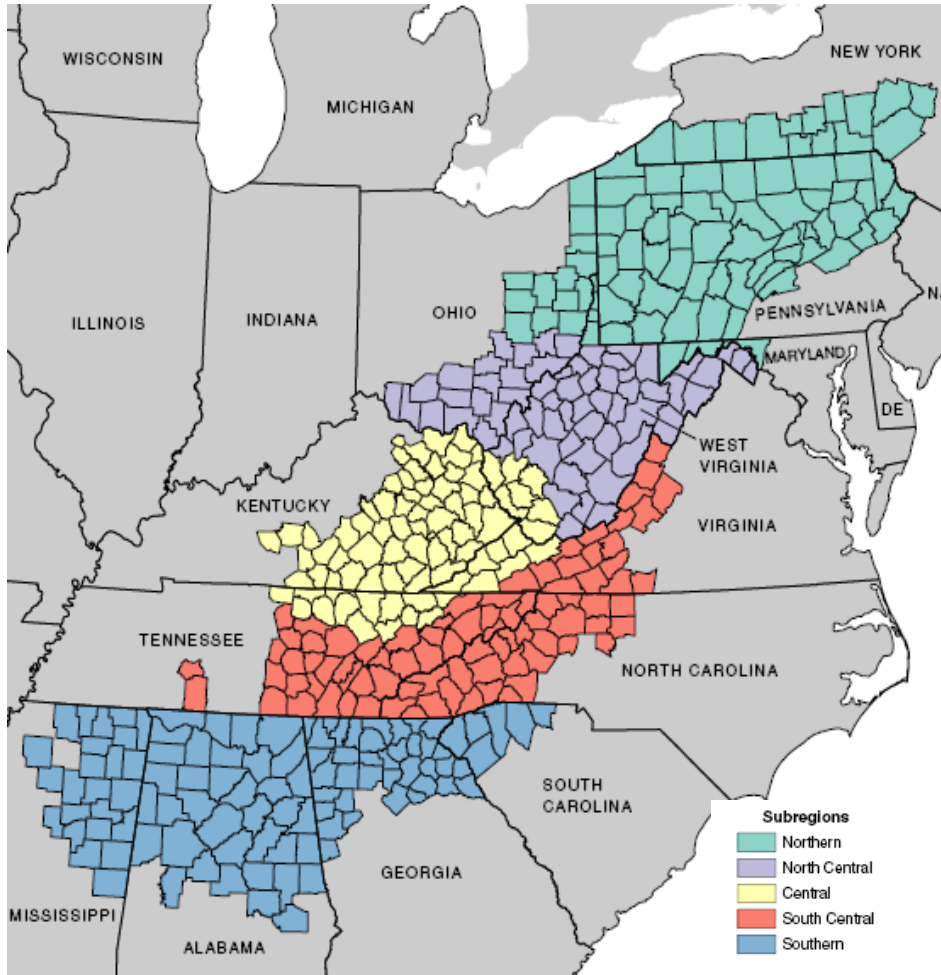 WISCONSIN
NEW YORK
MICHIGAN
PENNSYLVANIA
N
ILLINOIS
INDIANA
OHIO
MARYLAND
DE
WEST
VIRGINIA
KENTUCKY
VIRGINIA
TENNESSEE
NORTH CAROLINA
SOUTH
CAROLINA
GEORGIA
MISSISSIPPI
ALABAMA
Subregions
Northern
North Central
Central
South Central
Southern